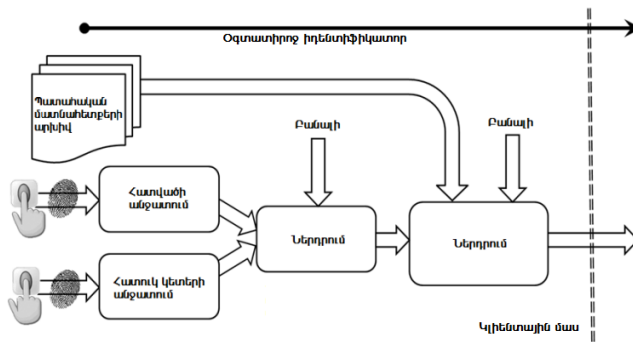 Օգտատիրոջ իդենտիֆիկատոր
Պատահական
մատնահետքերի
արխիվ
Բանալի
Բանալի
Հատվածի
անջատում
Ներդրում
Ներդրում
Հատուկ կետերի
անջատում
Կլիենտային մաս